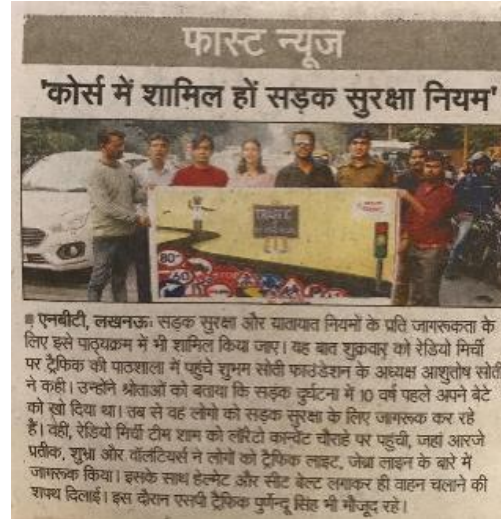 फास्ट न्यूज
'कोर्स में शामिल हों सड़क सुरक्षा नियम'
TRAFFIC
80
60
■ एनबीटी, लखनऊ: सड़क सुरक्षा और यातायात नियमों के प्रति जागरूकता के
लिए इसे पाठ्यक्रम में भी शामिल किया जाए। यह बात शुक्रवार को रेडियो मिर्ची
पर ट्रैफिक की पाठशाला में पहुंचे शुभम सोती फाउंडेशन के अध्यक्ष आशुतोष सोती
ने कही। उन्होंने श्रोताओं को बताया कि सड़क दुर्घटना में 10 वर्ष पहले अपने बेटे
को खो दिया था। तब से वह लोगों को सड़क सुरक्षा के लिए जागरूक कर रहे
हैं। वहीं, रेडियो मिर्ची टीम शाम को लॉरेटो कान्वेंट चौराहे पर पहुंची, जहां आरजे
प्रतीक, शुभ्रा और वॉलंटियर्स ने लोगों को ट्रैफिक लाइट, जेब्रा लाइन के बारे में
जागरूक किया। इसके साथ हेल्मेट और सीट बेल्ट लगाकर ही वाहन चलाने की
शपथ दिलाई। इस दौरान एसपी ट्रैफिक पुर्णेन्दु सिंह भी मौजूद रहे।